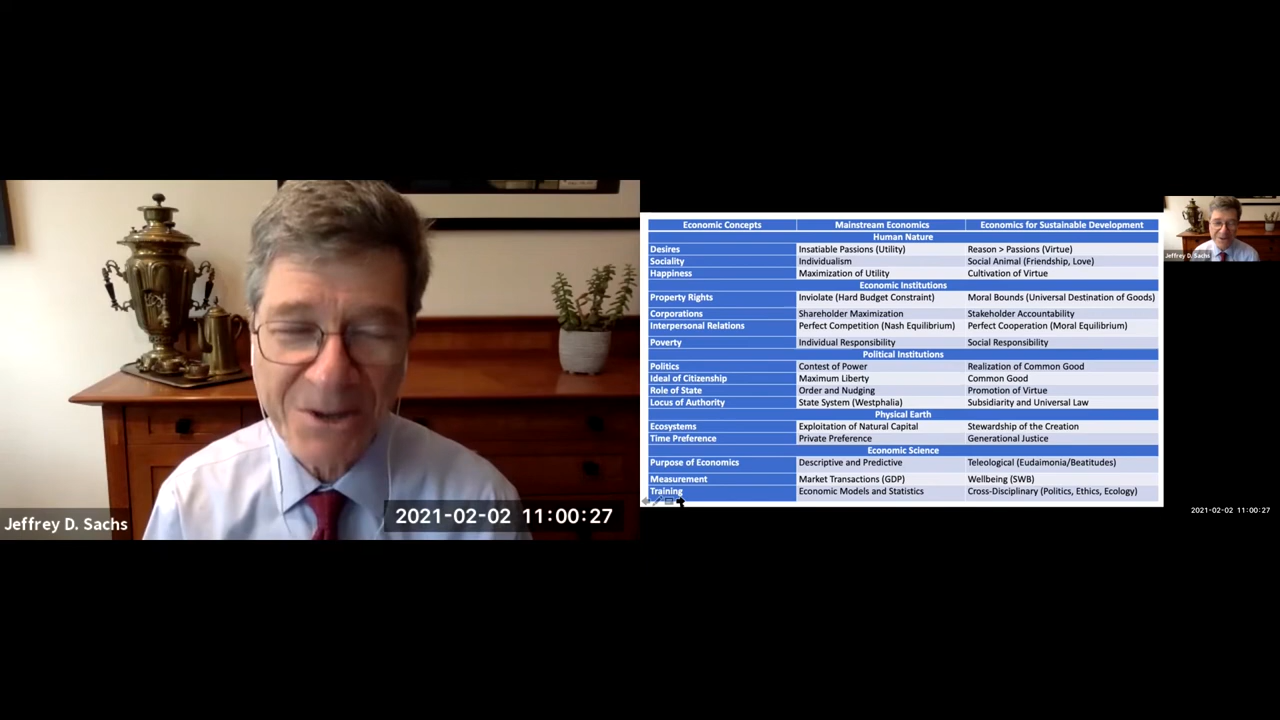 Jeffrey D. Sachs
2021-02-02 11:00:27
Economic Concepts Mainstream Economics Economics for Sustainable Development
Human Nature
Desires Insatiable Passions (Utility) Reason > Passions (Virtue)
Sociality Individualism Social Animal (Friendship, Love)
Happiness Maximization of Utility Cultivation of Virtue
Economic Institutions
Property Rights Inviolate (Hard Budget Constraint) Moral Bounds (Universal Destination of Goods)
Corporations Shareholder Maximization Stakeholder Accountability
Interpersonal Relations Perfect Competition (Nash Equilibrium) Perfect Cooperation (Moral Equilibrium)
Poverty Individual Responsibility Social Responsibility
Political Institutions
Politics Contest of Power Realization of Common Good
Ideal of Citizenship Maximum Liberty Common Good
Role of State Order and Nudging Promotion of Virtue
Locus of Authority State System (Westphalia) Subsidiarity and Universal Law
Physical Earth
Ecosystems Exploitation of Natural Capital Stewardship of the Creation
Time Preference Private Preference Generational Justice
Economic Science
Purpose of Economics Descriptive and Predictive Teleological (Eudaimonia/Beatitudes)
Measurement Market Transactions (GDP) Wellbeing (SWB)
Training Economic Models and Statistics Cross-Disciplinary (Politics, Ethics, Ecology)
Jeffrey D. Sachs
2021-02-02 11:00:27